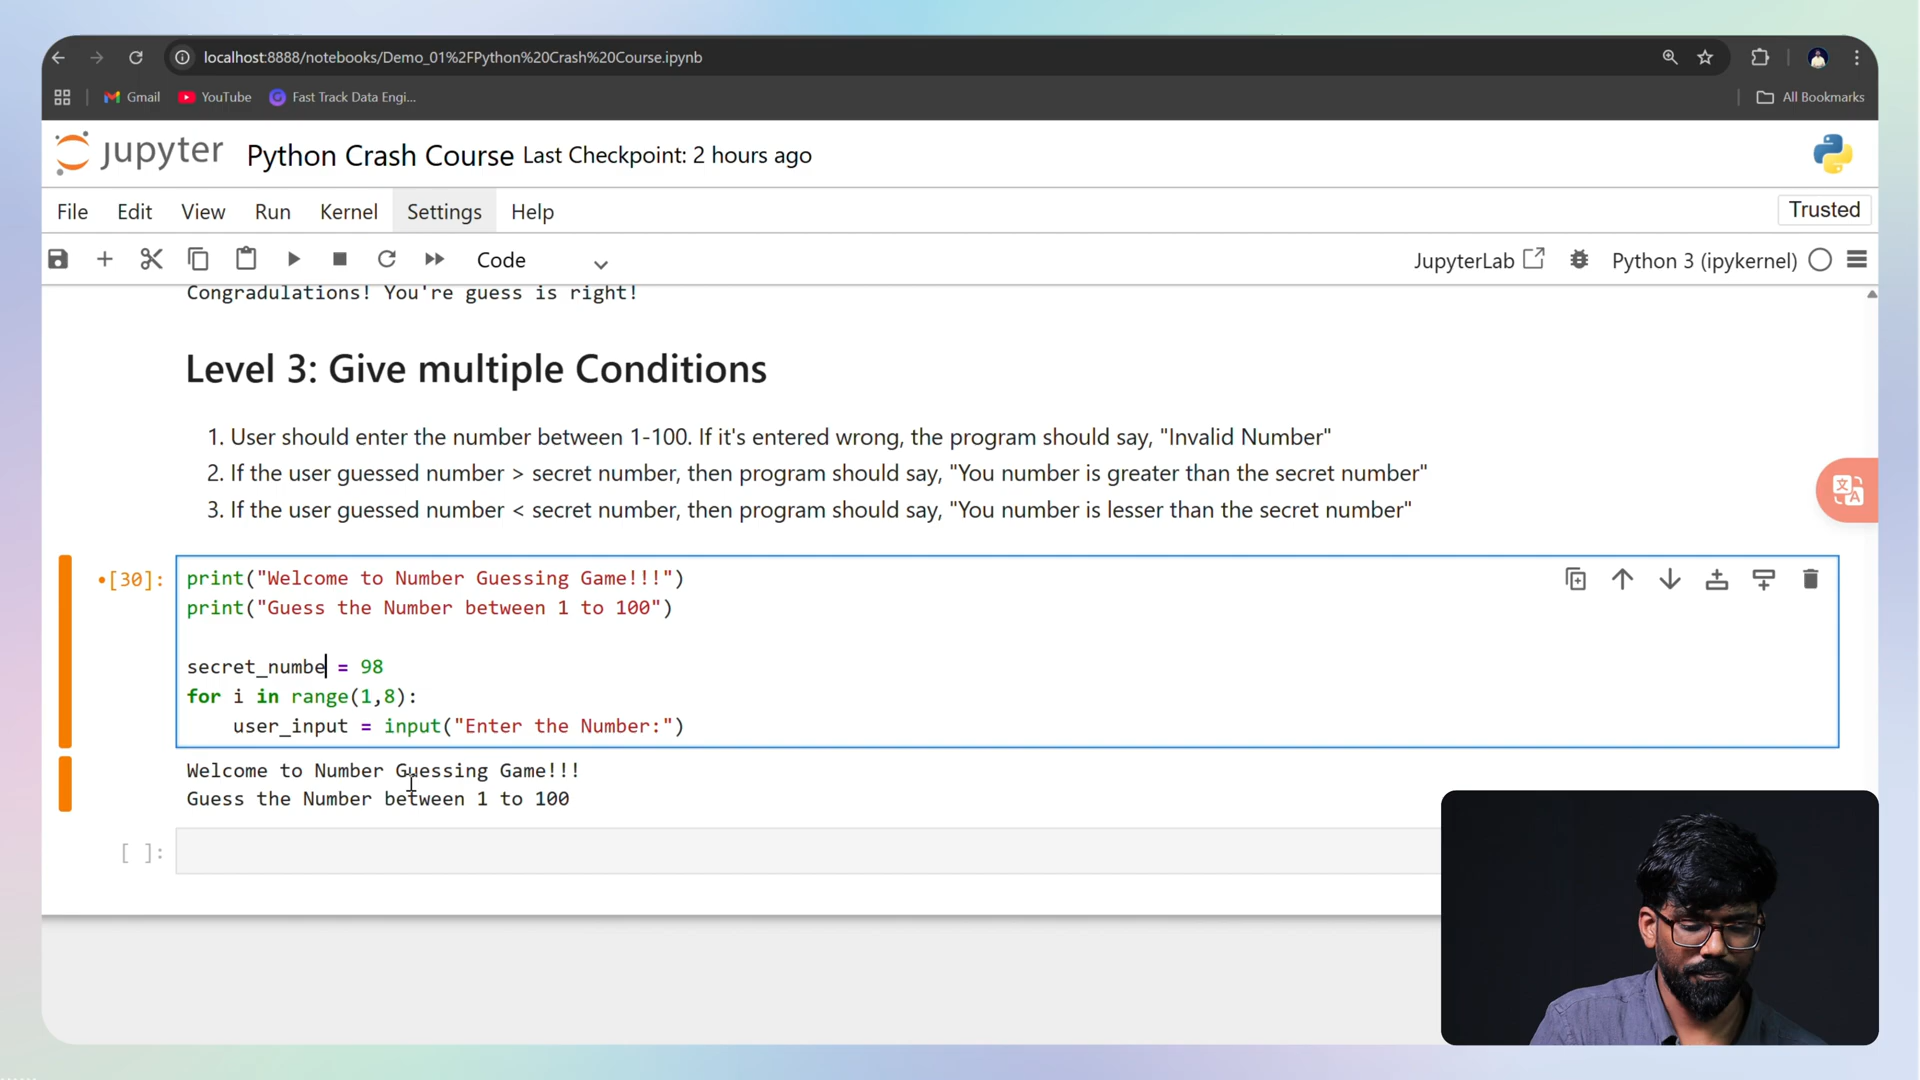 localhost:8888/notebooks/Demo_01%2FPython%20Crash%20Course.ipynb
Gmail YouTube Fast Track Data Engi... All Bookmarks
jupyter Python Crash Course Last Checkpoint: 2 hours ago
File Edit View Run Kernel Settings Help Trusted
Code JupyterLab Python 3 (ipykernel)
Congradulations! You're guess is right!
Level 3: Give multiple Conditions
1. User should enter the number between 1-100. If it's entered wrong, the program should say, "Invalid Number"
2. If the user guessed number > secret number, then program should say, "You number is greater than the secret number"
3. If the user guessed number < secret number, then program should say, "You number is lesser than the secret number"
•[30]: print("Welcome to Number Guessing Game!!!")
print("Guess the Number between 1 to 100")
secret_numbe = 98
for i in range(1,8):
user_input = input("Enter the Number:")
Welcome to Number Guessing Game!!!
Guess the Number between 1 to 100
[ ]: